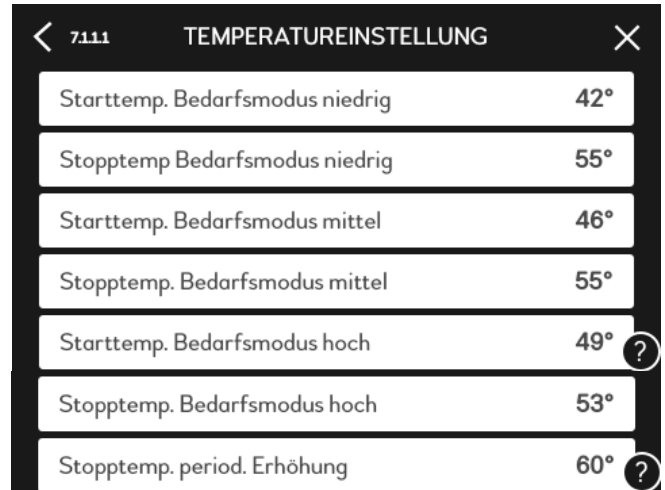 7.1.1.1 TEMPERATUREINSTELLUNG
Starttemp. Bedarfsmodus niedrig 42°
Stopptemp Bedarfsmodus niedrig 55°
Starttemp. Bedarfsmodus mittel 46°
Stopptemp. Bedarfsmodus mittel 55°
Starttemp. Bedarfsmodus hoch 49° ?
Stopptemp. Bedarfsmodus hoch 53°
Stopptemp. period. Erhöhung 60° ?